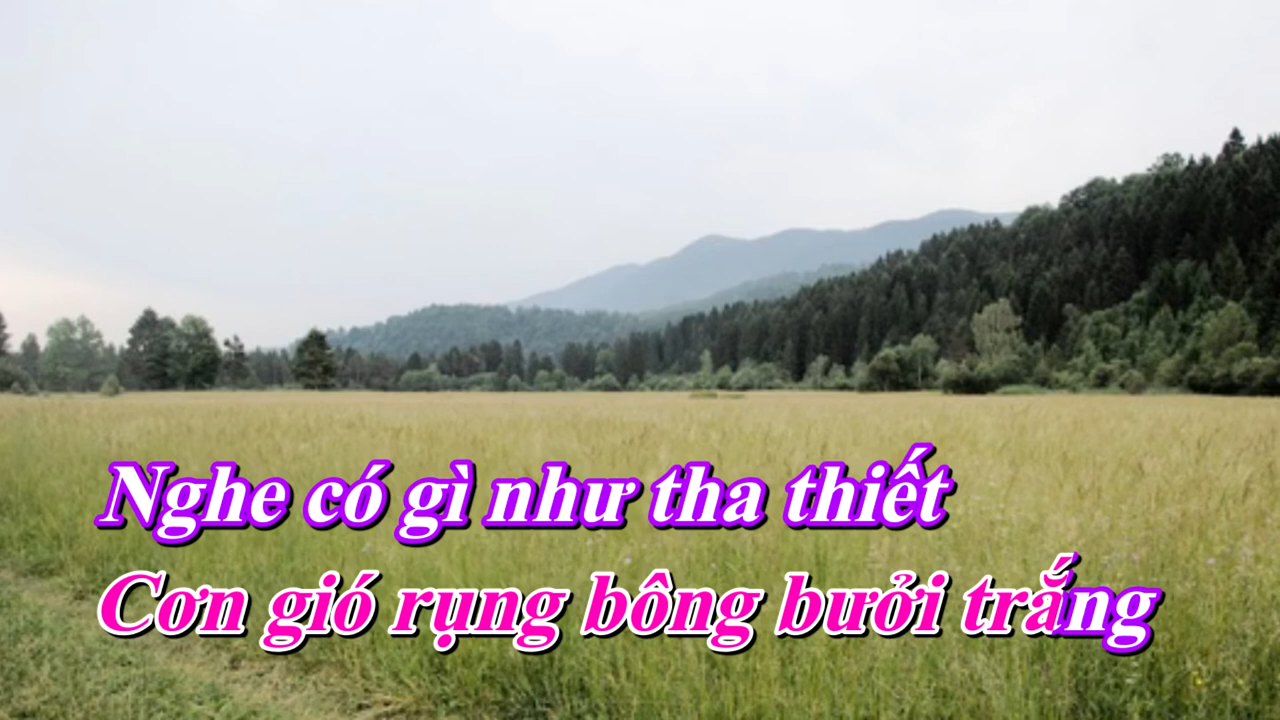 Nghe có gì như tha thiết
Cơn gió rụng bông bưởi trắng